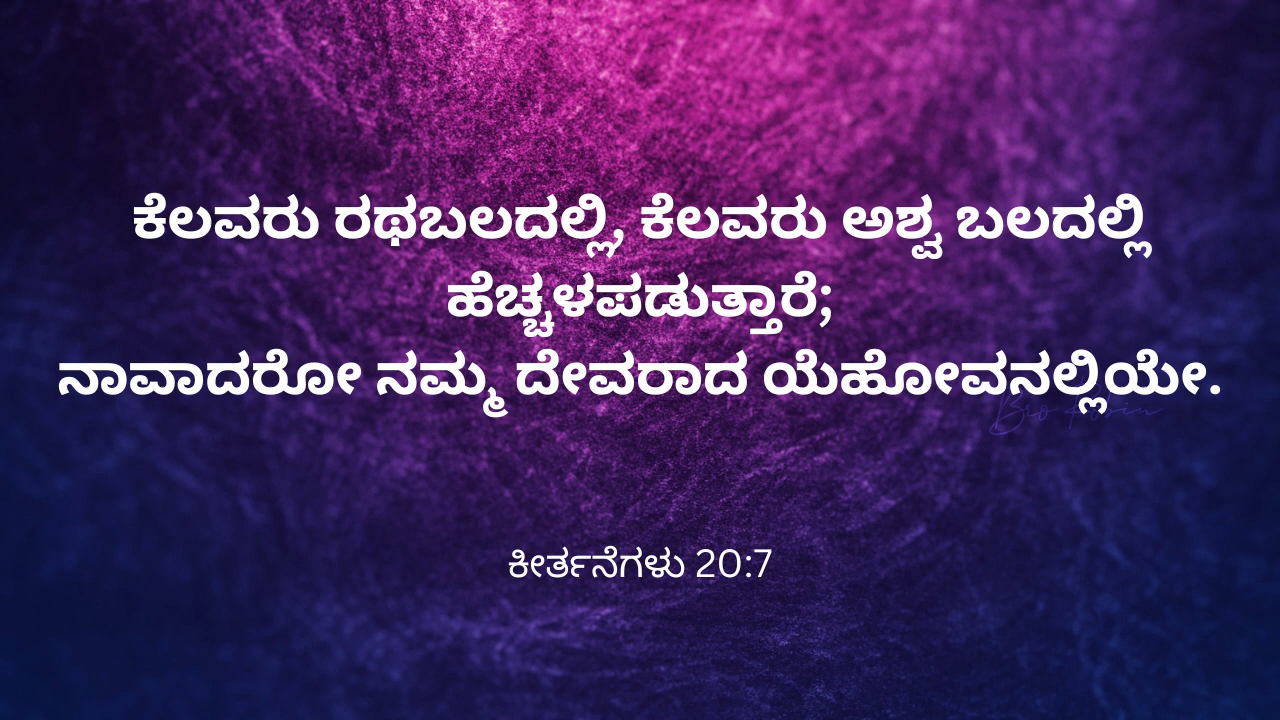 ಕೆಲವರು ರಥಬಲದಲ್ಲಿ, ಕೆಲವರು ಅಶ್ವ ಬಲದಲ್ಲಿ
ಹೆಚ್ಚಳಪಡುತ್ತಾರೆ;
ನಾವಾದರೋ ನಮ್ಮ ದೇವರಾದ ಯೆಹೋವನಲ್ಲಿಯೇ.
ಕೀರ್ತನೆಗಳು 20:7